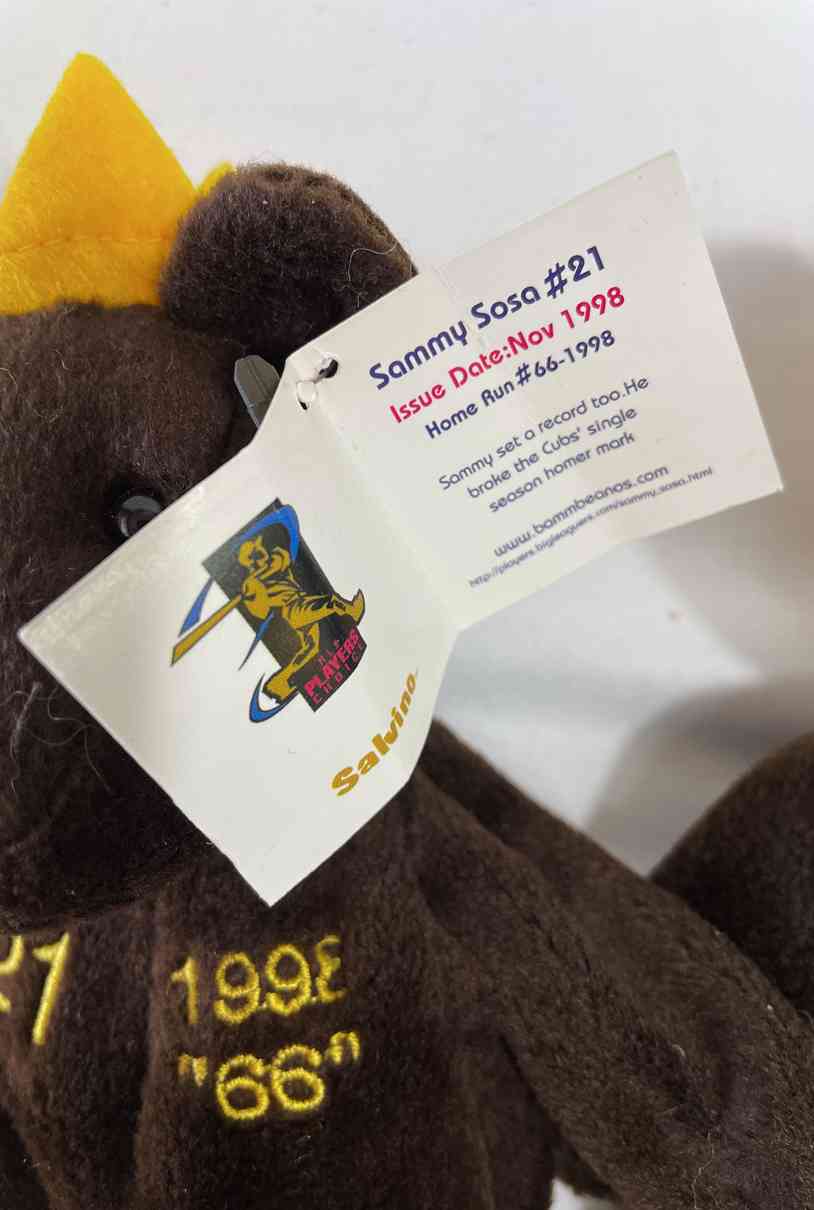 Sammy Sosa #21
Issue Date:Nov 1998
Home Run #66-1998
Sammy set a record too.He
broke the Cubs' single
season homer mark
www.bammbeanos.com
http://players.bigleaguers.com/sammy_sosa.html
PLAYERS
CHOICE
Salvino
21
1998
"66"